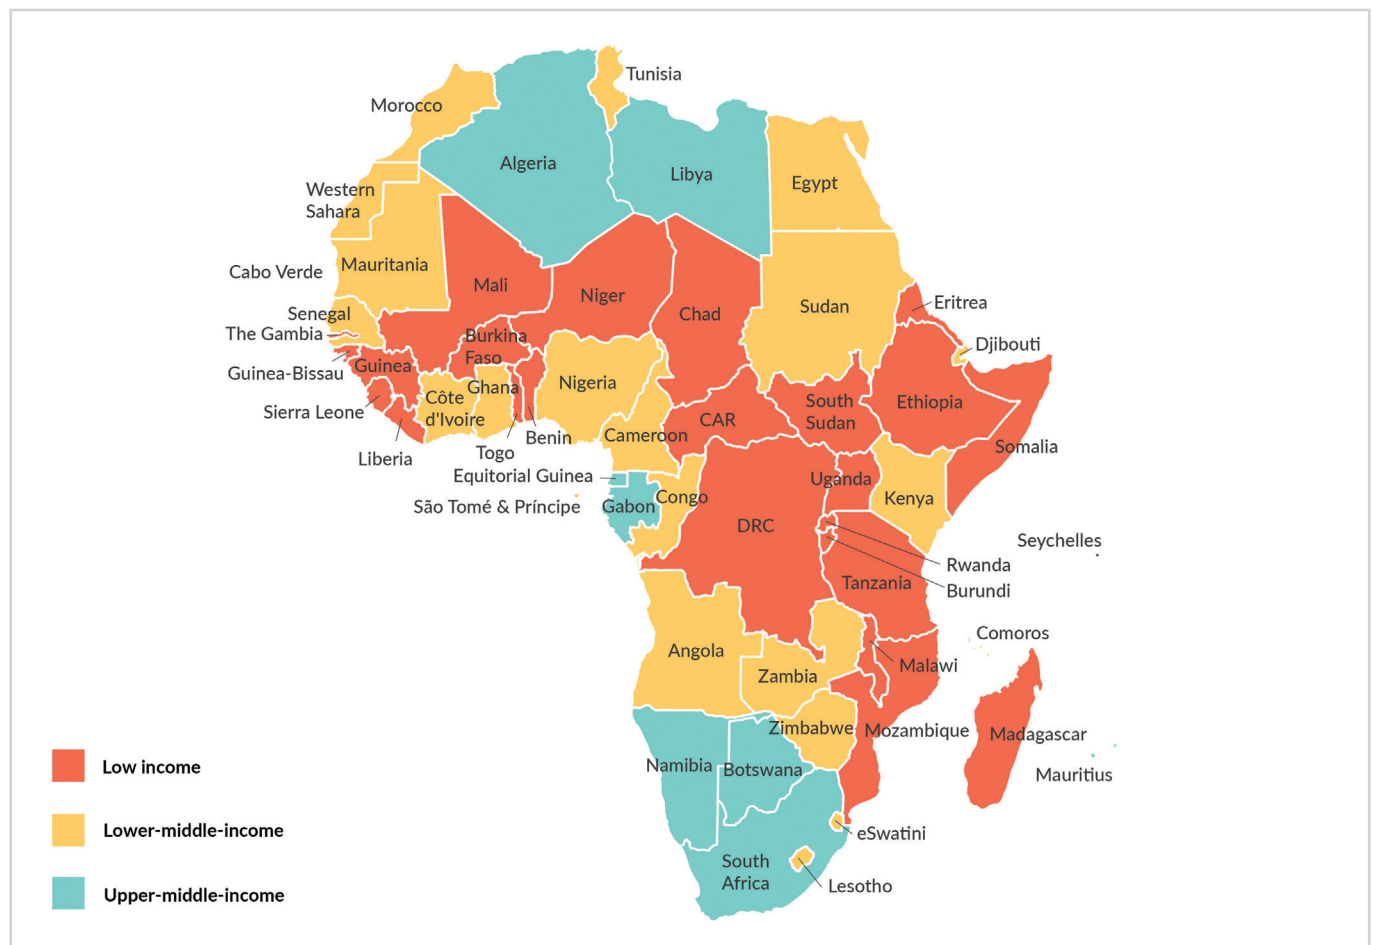 Tunisia
Morocco
Algeria
Libya
Egypt
Western
Sahara
Cabo Verde
Mauritania
Mali
Niger
Chad
Sudan
Eritrea
Senegal
The Gambia
Burkina
Faso
Djibouti
Guinea-Bissau
Guinea
Ghana
Nigeria
Côte
d'Ivoire
South
Sudan
Ethiopia
Sierra Leone
CAR
Benin
Cameroon
Somalia
Liberia
Togo
Equitorial Guinea
Uganda
Kenya
São Tomé & Príncipe
Gabon
Congo
DRC
Seychelles
Rwanda
Tanzania
Burundi
Comoros
Angola
Malawi
Zambia
Zimbabwe
Mozambique
Madagascar
Namibia
Botswana
Mauritius
eSwatini
South
Africa
Lesotho
Low income
Lower-middle-income
Upper-middle-income